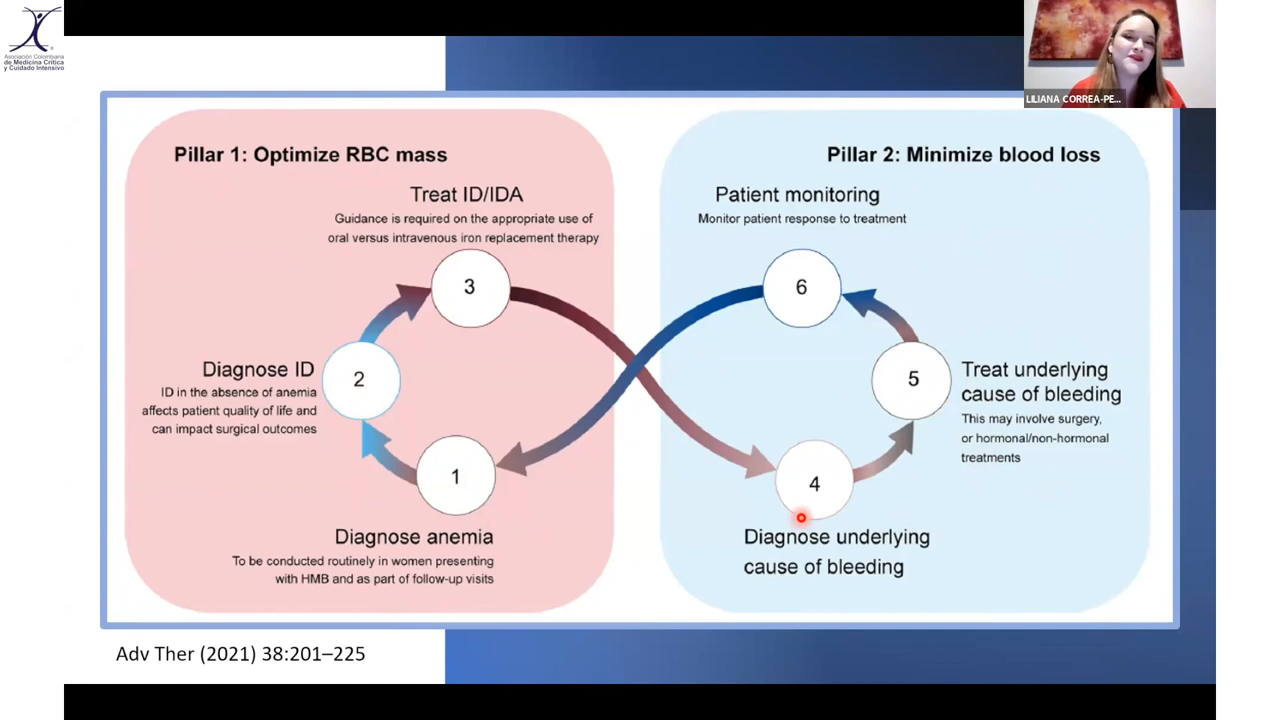 Asociación Colombiana
de Medicina Crítica
y Cuidado Intensivo
LILIANA CORREA-PE...
Pillar 1: Optimize RBC mass
Treat ID/IDA
Guidance is required on the appropriate use of
oral versus intravenous iron replacement therapy
3
Diagnose ID
ID in the absence of anemia
affects patient quality of life and
can impact surgical outcomes
2
1
Diagnose anemia
To be conducted routinely in women presenting
with HMB and as part of follow-up visits
Pillar 2: Minimize blood loss
Patient monitoring
Monitor patient response to treatment
6
5
Treat underlying
cause of bleeding
This may involve surgery,
or hormonal/non-hormonal
treatments
4
Diagnose underlying
cause of bleeding
Adv Ther (2021) 38:201–225